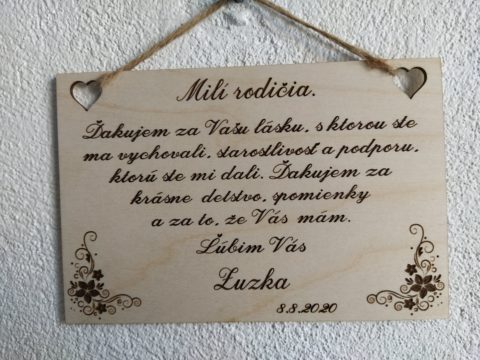 Milí rodičia.
Ďakujem za Vašu lásku, s ktorou ste
ma vychovali, starostlivosť a podporu,
ktorú ste mi dali. Ďakujem za
krásne detstvo, spomienky
a za to, že Vás mám.
Ľúbim Vás
Zuzka
8.8.2020